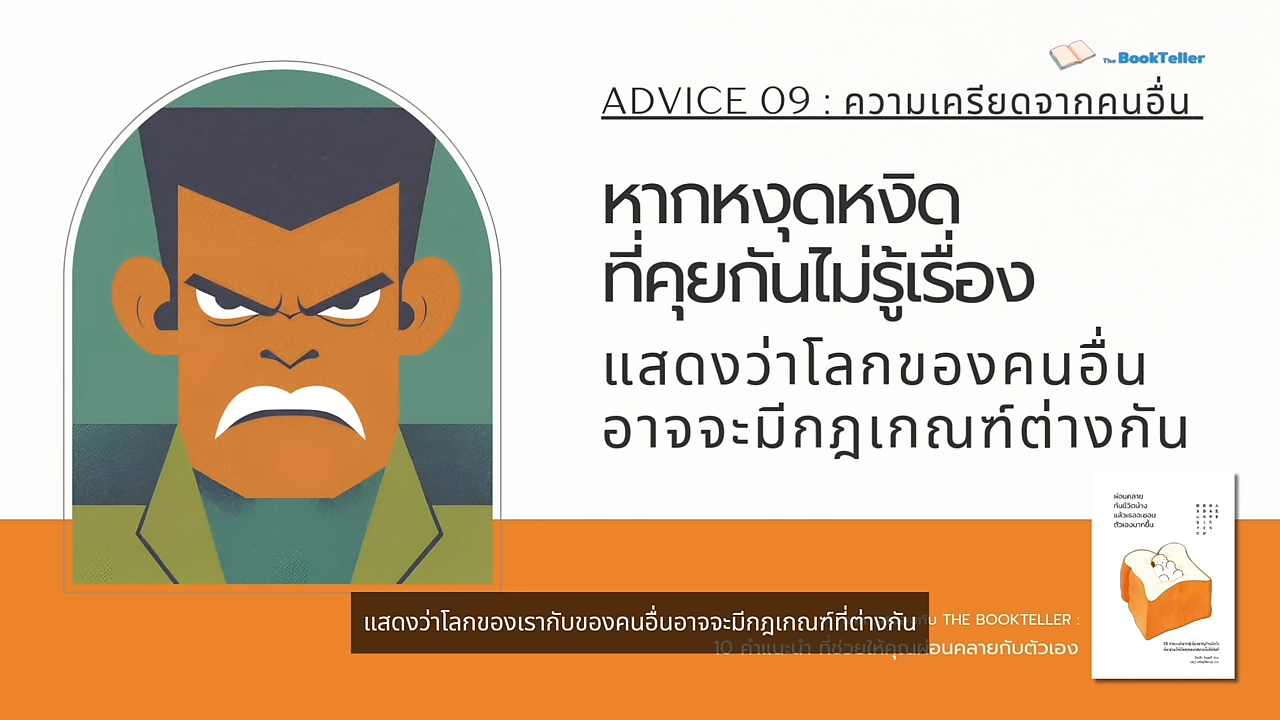 The BookTeller
ADVICE 09 : ความเครียดจากคนอื่น
หากหงุดหงิด
ที่คุยกันไม่รู้เรื่อง
แสดงว่าโลกของคนอื่น
อาจจะมีกฎเกณฑ์ต่างกัน
ผ่อนคลาย
กับชีวิตบ้าง
แล้วเธอจะชอบ
ตัวเองมากขึ้น
แสดงว่าโลกของเรากับของคนอื่นอาจจะมีกฎเกณฑ์ที่ต่างกัน
THE BOOKTELLER :
10 คำแนะนำ ที่ช่วยให้คุณผ่อนคลายกับตัวเอง